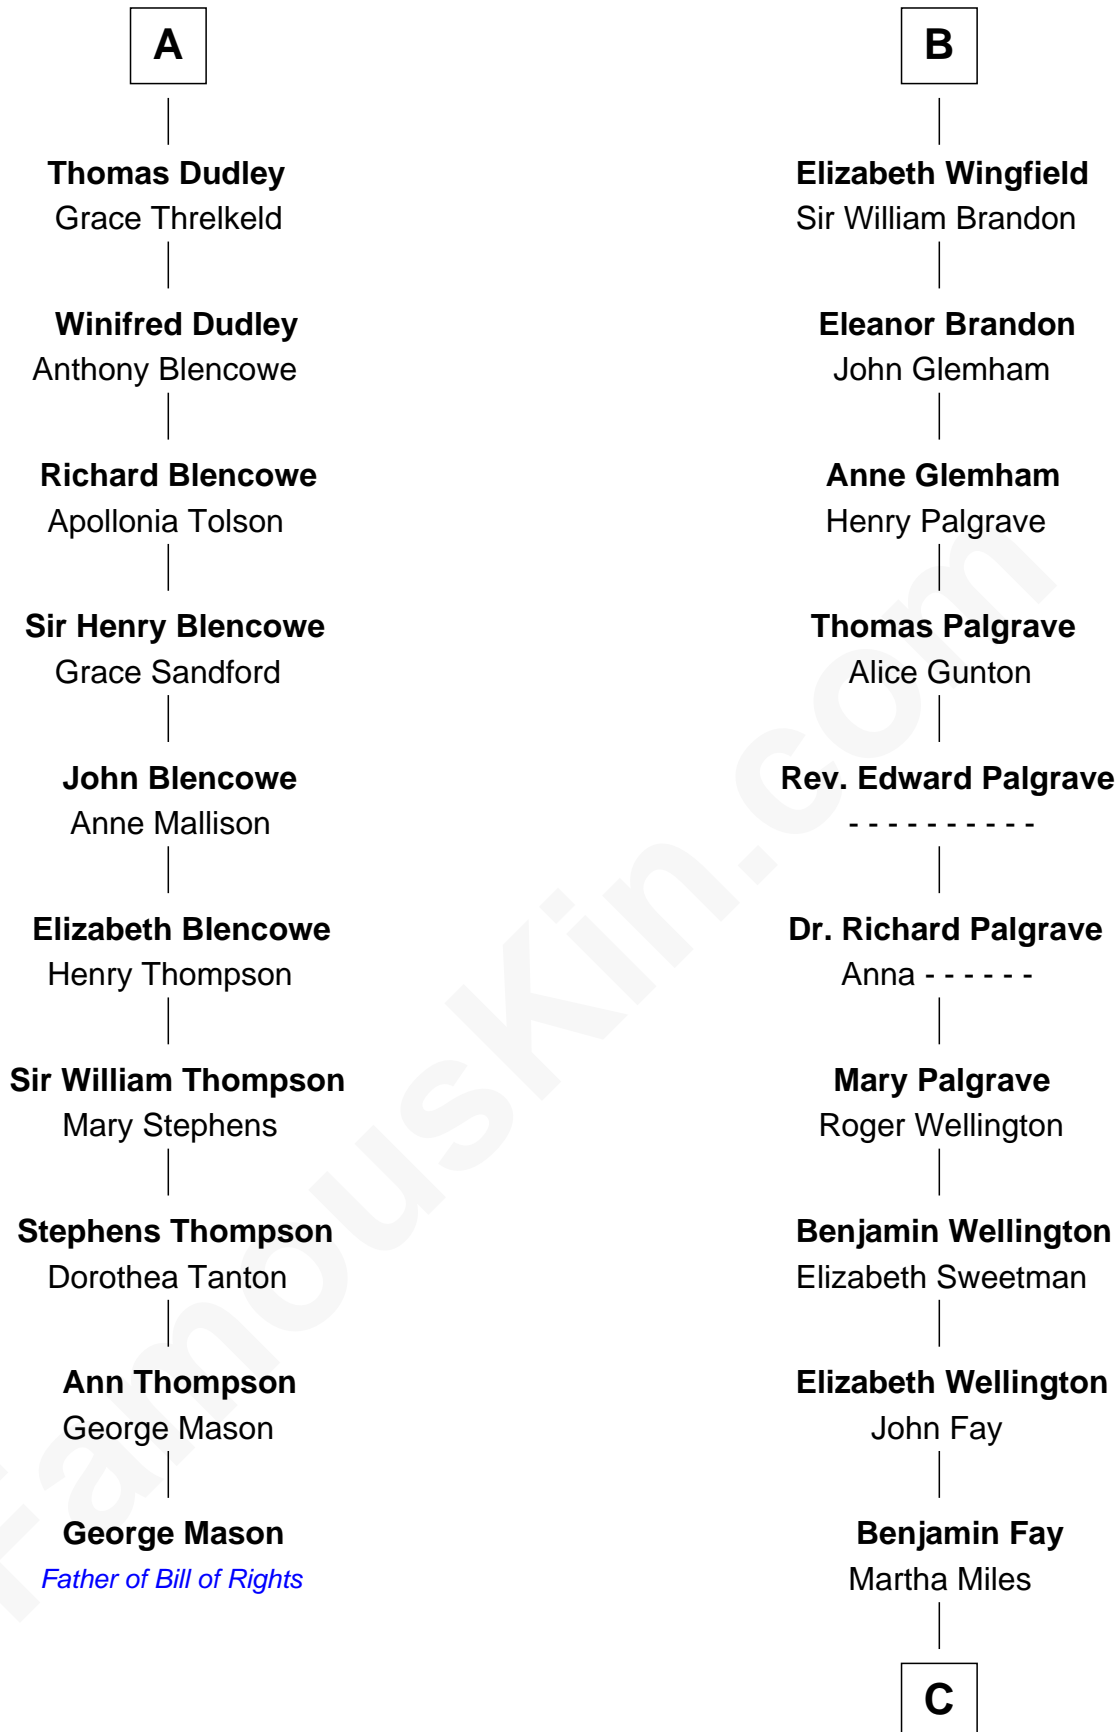 A
Thomas Dudley
Grace Threlkeld
Winifred Dudley
Anthony Blencowe
Richard Blencowe
Apollonia Tolson
Sir Henry Blencowe
Grace Sandford
John Blencowe
Anne Mallison
Elizabeth Blencowe
Henry Thompson
Sir William Thompson
Mary Stephens
Stephens Thompson
Dorothea Tanton
Ann Thompson
George Mason
George Mason
Father of Bill of Rights
B
Elizabeth Wingfield
Sir William Brandon
Eleanor Brandon
John Glemham
Anne Glemham
Henry Palgrave
Thomas Palgrave
Alice Gunton
Rev. Edward Palgrave
- - - - - - - - - -
Dr. Richard Palgrave
Anna - - - - - -
Mary Palgrave
Roger Wellington
Benjamin Wellington
Elizabeth Sweetman
Elizabeth Wellington
John Fay
Benjamin Fay
Martha Miles
C
FamousKin.com